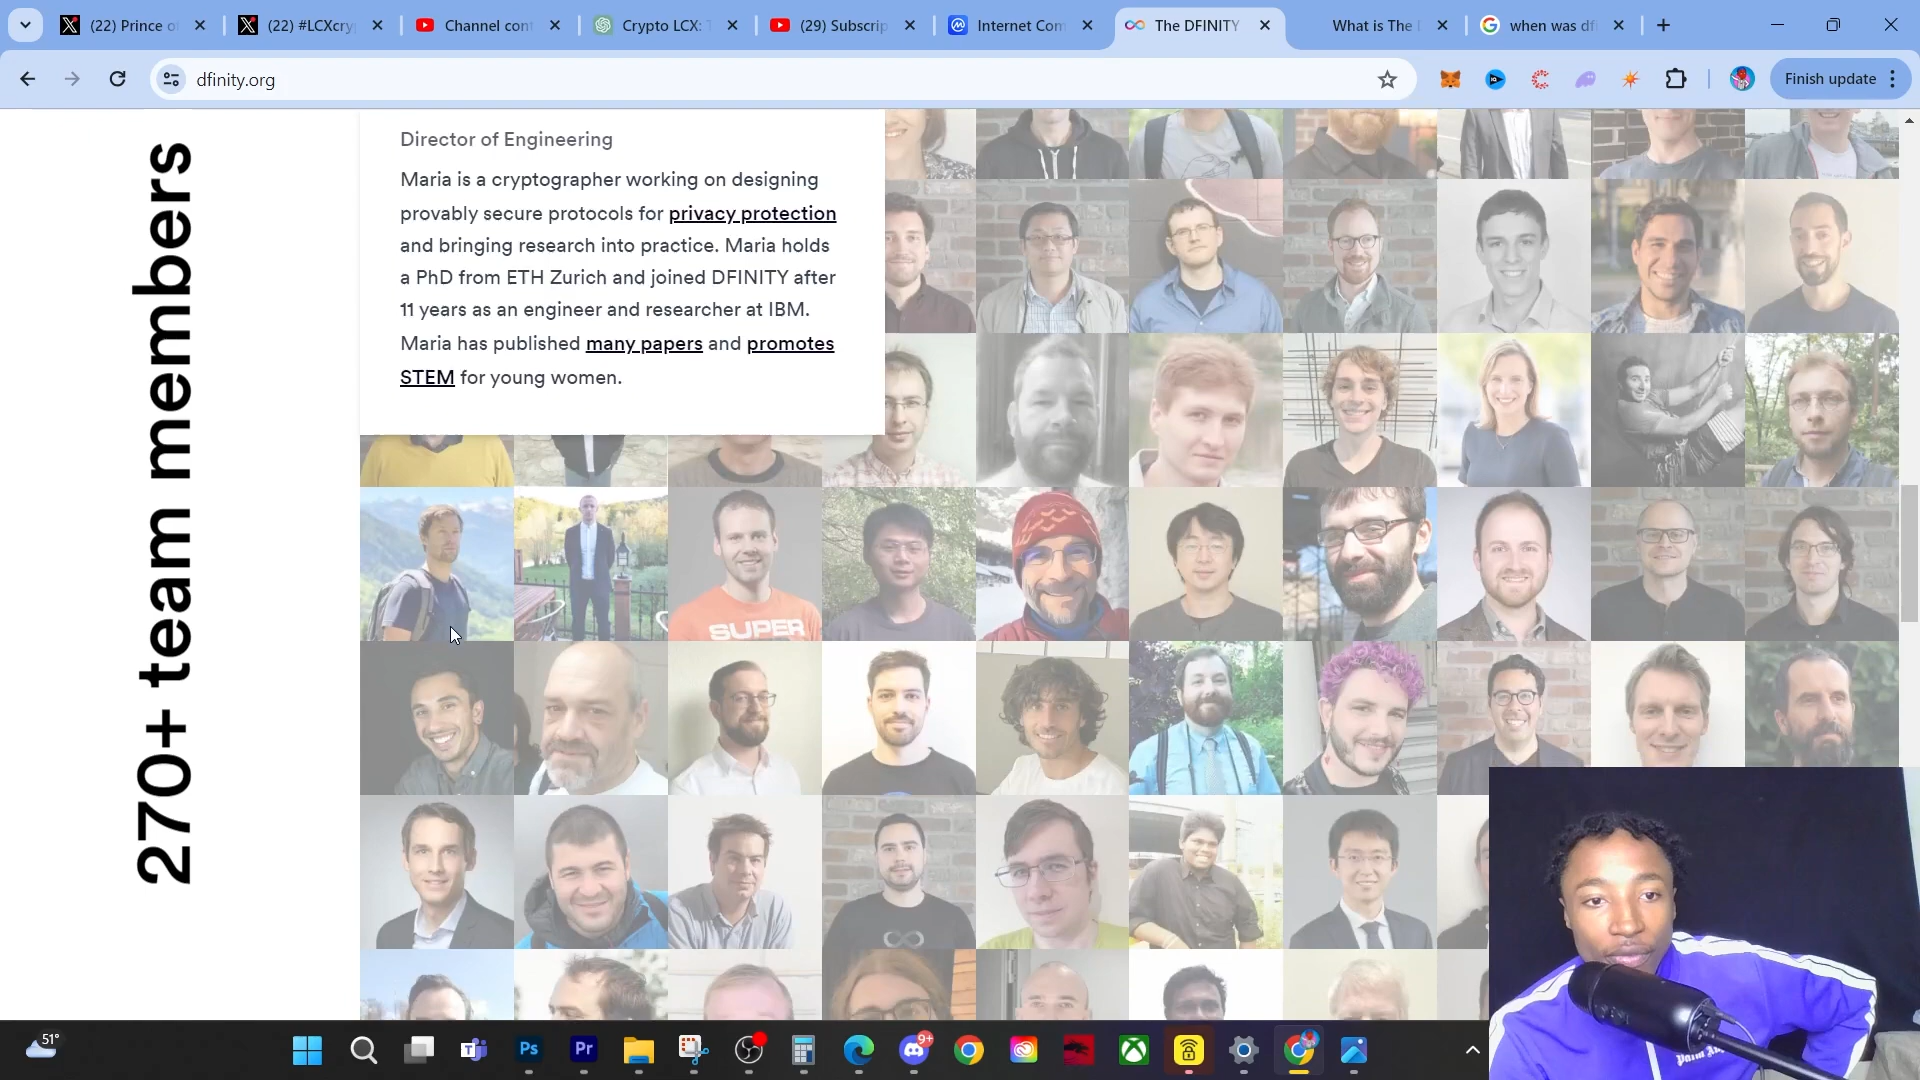 (22) Prince o
(22) #LCXcry
Channel con
Crypto LCX: T
(29) Subscrip
Internet Com
The DFINITY
What is The
when was df
dfinity.org
Finish update
270+ team members
Director of Engineering
Maria is a cryptographer working on designing
provably secure protocols for privacy protection
and bringing research into practice. Maria holds
a PhD from ETH Zurich and joined DFINITY after
11 years as an engineer and researcher at IBM.
Maria has published many papers and promotes
STEM for young women.
SUPER
51°
Ps
Pr
9+